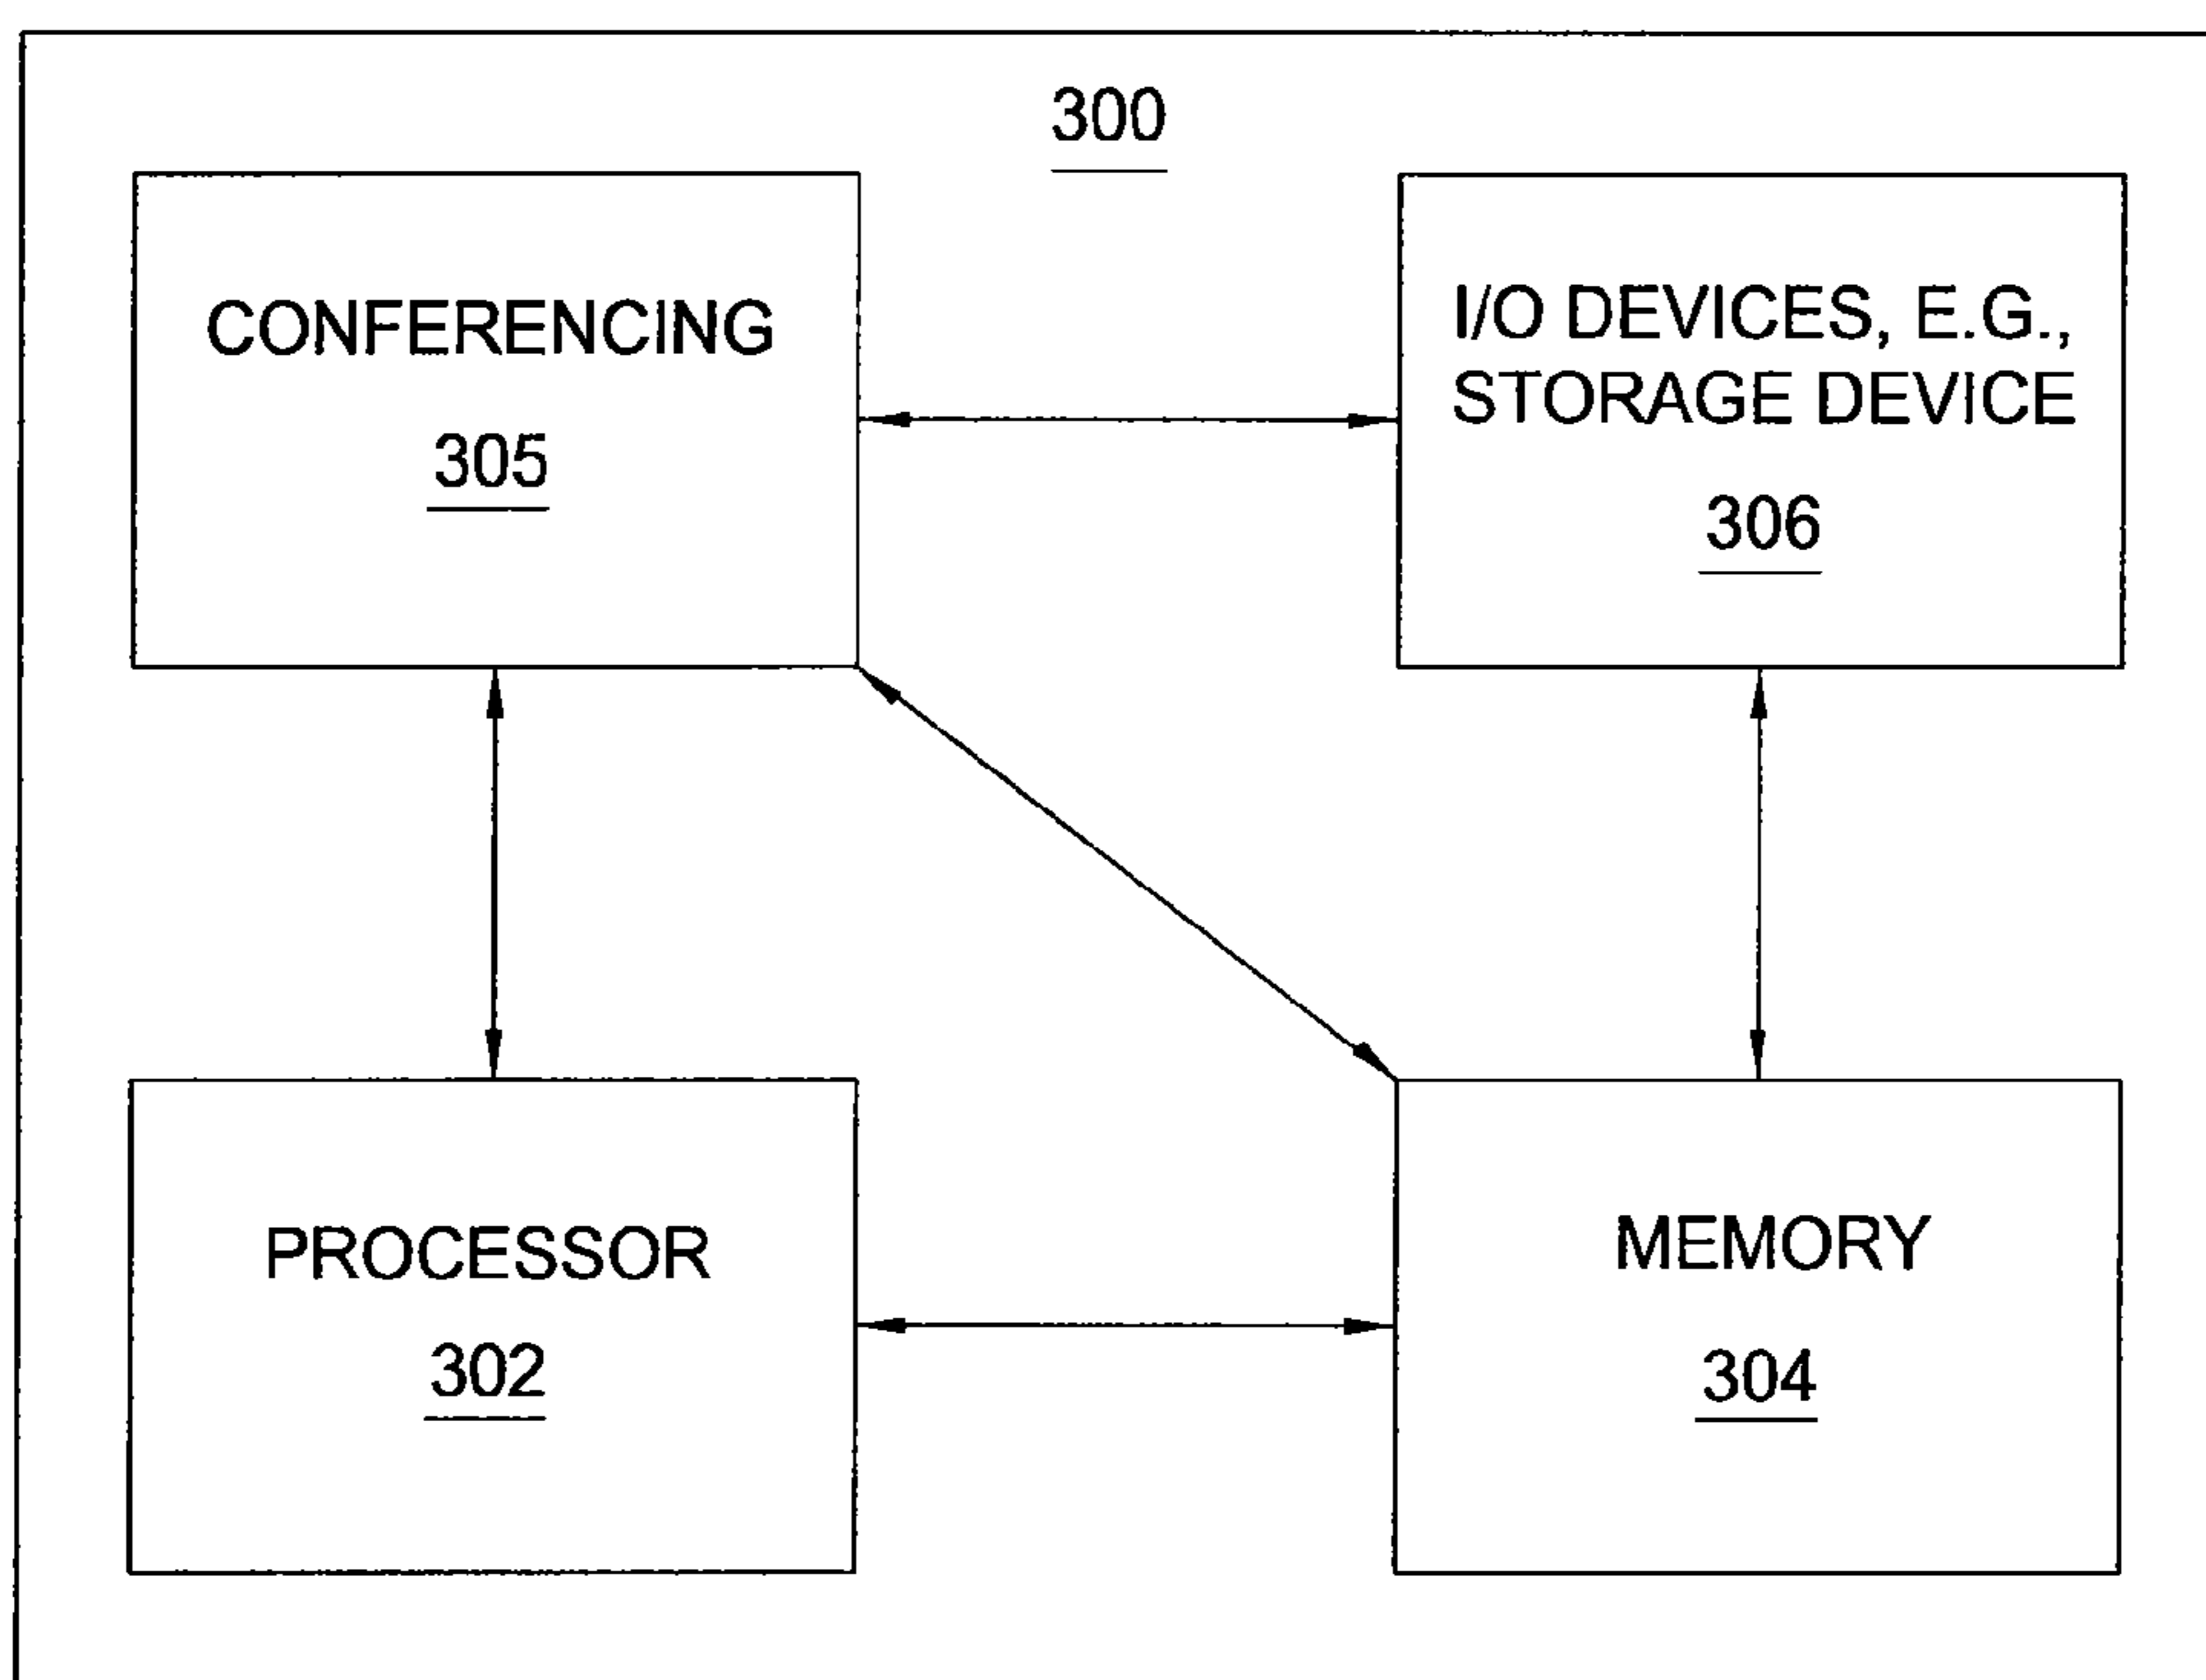 300
CONFERENCING
305
I/O DEVICES, E.G.,
STORAGE DEVICE
306
PROCESSOR
302
MEMORY
304